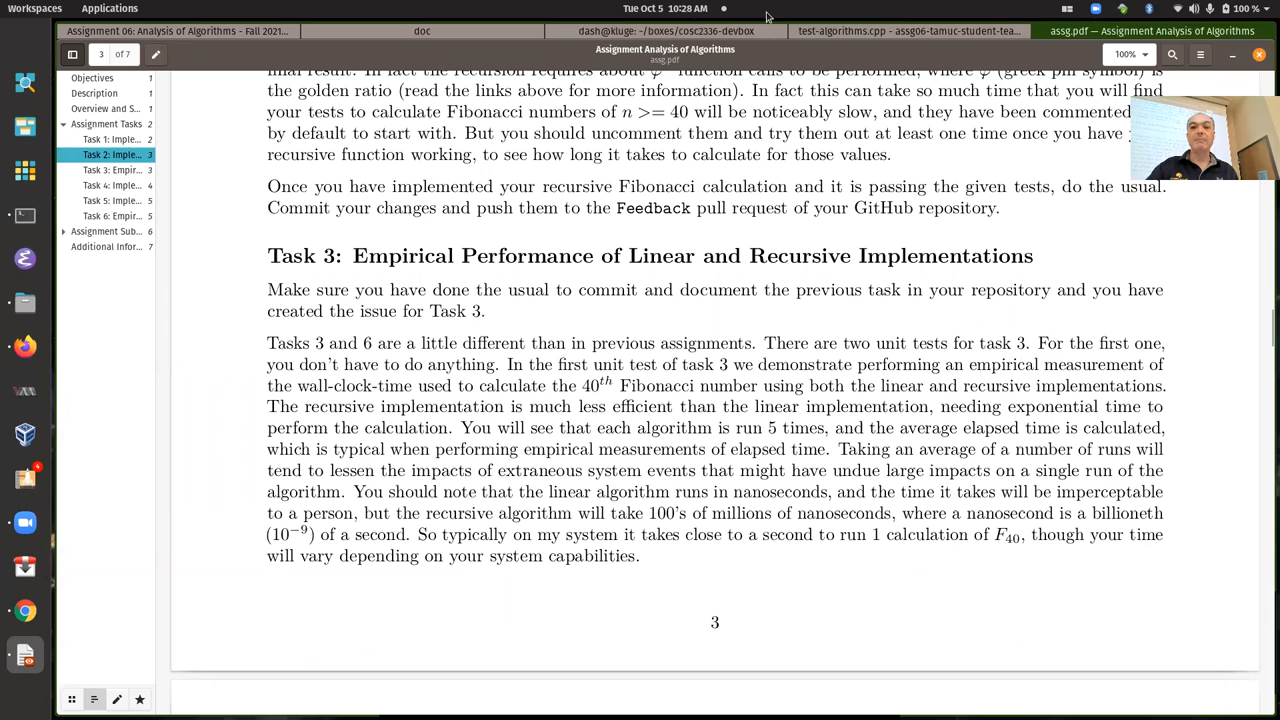 Workspaces Applications Tue Oct 5 10:28 AM 100 %
Assignment 06: Analysis of Algorithms - Fall 2021... doc dash@kluge: ~/boxes/cosc2336-devbox test-algorithms.cpp - assg06-tamuc-student-tea... assg.pdf — Assignment Analysis of Algorithms
3 of 7 Assignment Analysis of Algorithms 100%
assg.pdf
Objectives 1
Description 1
Overview and S... 1
Assignment Tasks 2
Task 1: Imple... 2
Task 2: Imple... 3
Task 3: Empir... 3
Task 4: Imple... 4
Task 5: Imple... 5
Task 6: Empir... 5
Assignment Sub... 6
Additional Infor... 7
final result. In fact the recursion requires about function calls to be performed, where φ (greek phi symbol) is
the golden ratio (read the links above for more information). In fact this can take so much time that you will find
your tests to calculate Fibonacci numbers of n >= 40 will be noticeably slow, and they have been commented
by default to start with. But you should uncomment them and try them out at least one time once you have
recursive function working, to see how long it takes to calculate for those values.
Once you have implemented your recursive Fibonacci calculation and it is passing the given tests, do the usual.
Commit your changes and push them to the Feedback pull request of your GitHub repository.
Task 3: Empirical Performance of Linear and Recursive Implementations
Make sure you have done the usual to commit and document the previous task in your repository and you have
created the issue for Task 3.
Tasks 3 and 6 are a little different than in previous assignments. There are two unit tests for task 3. For the first one,
you don't have to do anything. In the first unit test of task 3 we demonstrate performing an empirical measurement of
the wall-clock-time used to calculate the 40th Fibonacci number using both the linear and recursive implementations.
The recursive implementation is much less efficient than the linear implementation, needing exponential time to
perform the calculation. You will see that each algorithm is run 5 times, and the average elapsed time is calculated,
which is typical when performing empirical measurements of elapsed time. Taking an average of a number of runs will
tend to lessen the impacts of extraneous system events that might have undue large impacts on a single run of the
algorithm. You should note that the linear algorithm runs in nanoseconds, and the time it takes will be imperceptable
to a person, but the recursive algorithm will take 100's of millions of nanoseconds, where a nanosecond is a billioneth
(10⁻⁹) of a second. So typically on my system it takes close to a second to run 1 calculation of F₄₀, though your time
will vary depending on your system capabilities.
3